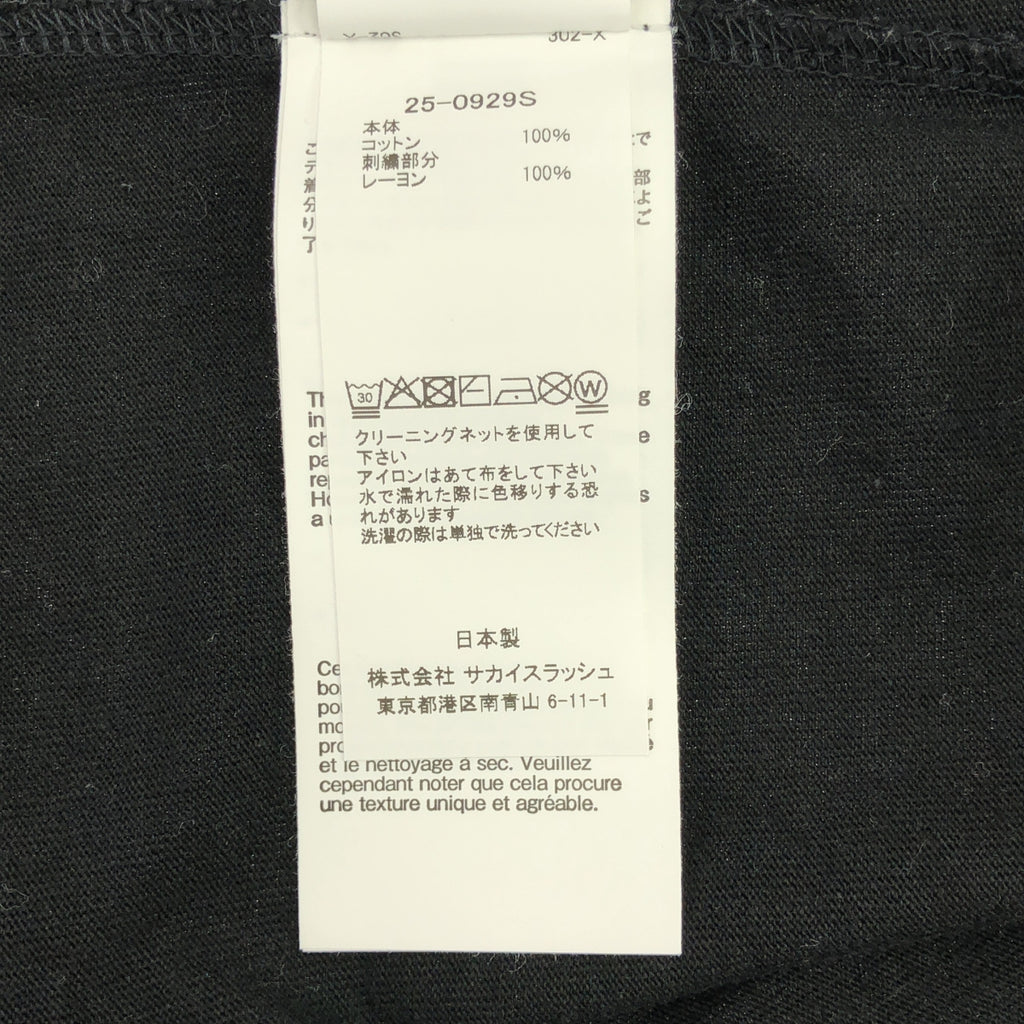 302-X
25-0929S
本体
コットン 100%
刺繍部分
レーヨン 100%
30
W
クリーニングネットを使用して
下さい
アイロンはあて布をして下さい
水で濡れた際に色移りする恐
れがあります
洗濯の際は単独で洗ってください
日本製
株式会社 サカイスラッシュ
東京都港区南青山 6-11-1
et le nettoyage à sec. Veuillez
cependant noter que cela procure
une texture unique et agréable.